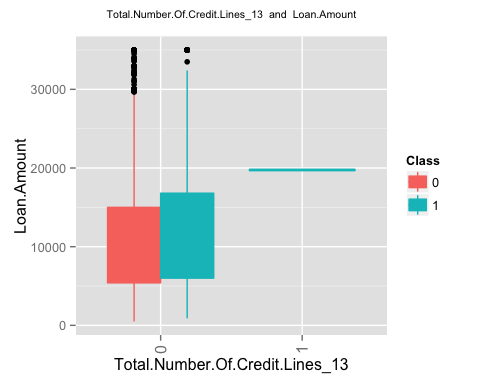 Total.Number.Of.Credit.Lines_13 and Loan.Amount
Loan.Amount
30000
20000
10000
0
0
1
Total.Number.Of.Credit.Lines_13
Class
0
1